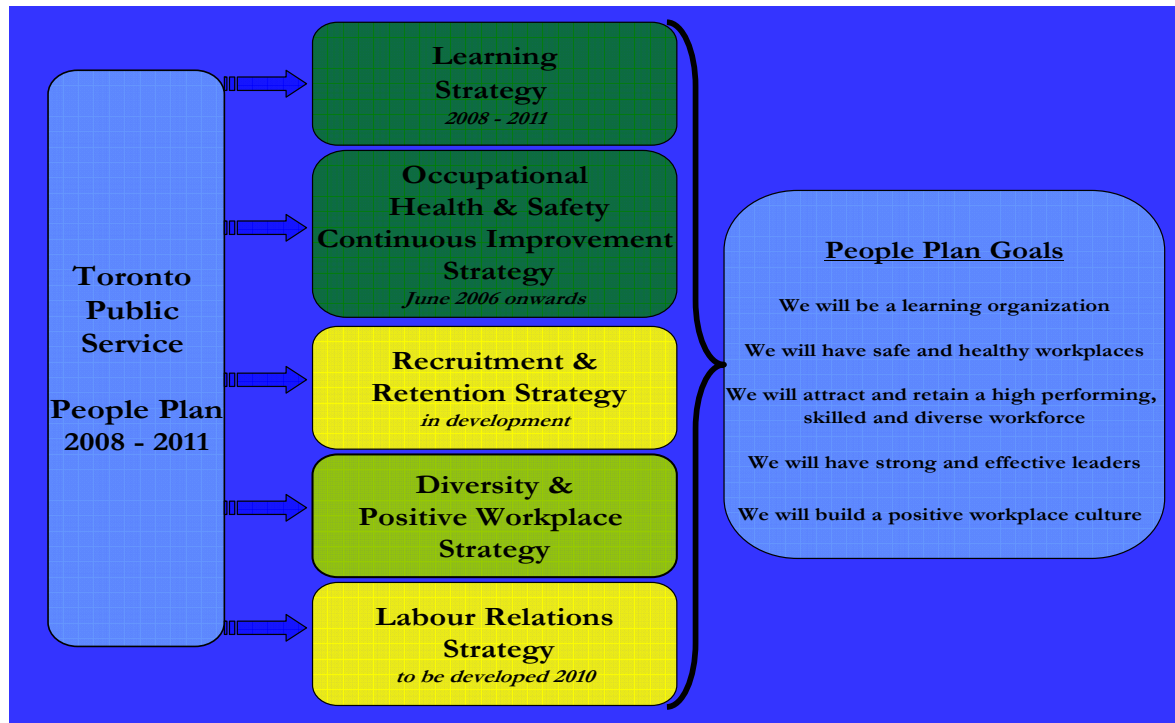 Toronto
Public
Service
People Plan
2008 - 2011
Learning
Strategy
2008 - 2011
Occupational
Health & Safety
Continuous Improvement
Strategy
June 2006 onwards
Recruitment &
Retention Strategy
in development
Diversity &
Positive Workplace
Strategy
Labour Relations
Strategy
to be developed 2010
People Plan Goals
We will be a learning organization
We will have safe and healthy workplaces
We will attract and retain a high performing,
skilled and diverse workforce
We will have strong and effective leaders
We will build a positive workplace culture